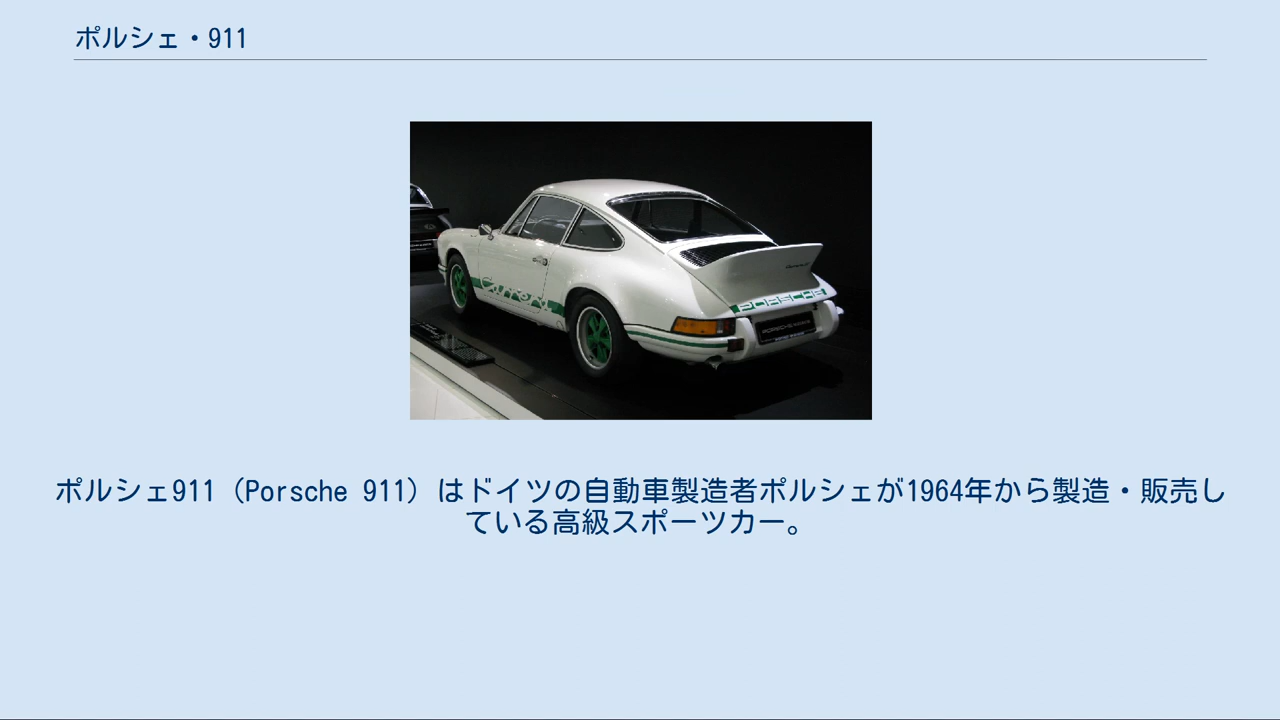 ポルシェ・911
Carrera
PORSCHE
ポルシェ911（Porsche 911）はドイツの自動車製造者ポルシェが1964年から製造・販売し
ている高級スポーツカー。